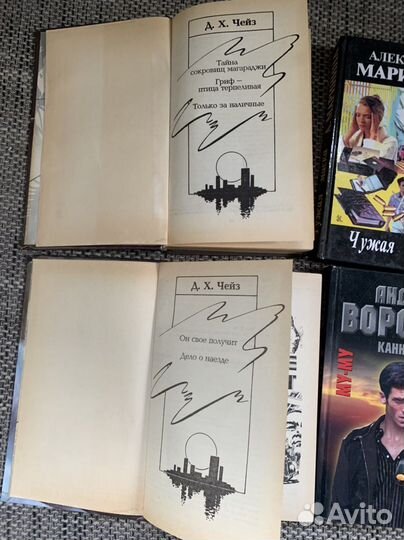 Д. Х. Чейз
Тайна
сокровищ магараджи
Гриф —
птица терпеливая
Только за наличные
АЛЕК
МАРИ
Чужая
Д. Х. Чейз
Он свое получит
Дело о наезде
АНД
ВОРО
КАНН
МУ-МУ
Avito